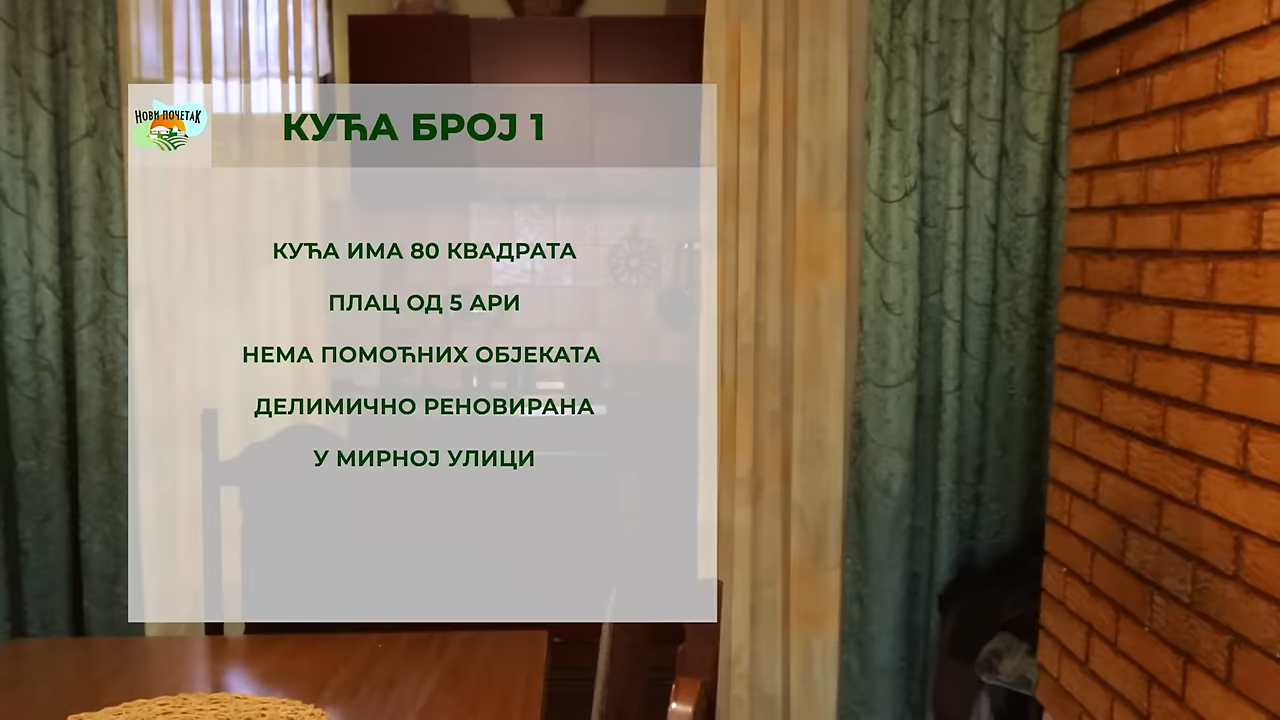 НОВИ ПОЧЕТАК
КУЋА БРОЈ 1
КУЋА ИМА 80 КВАДРАТА
ПЛАЦ ОД 5 АРИ
НЕМА ПОМОЋНИХ ОБЈЕКАТА
ДЕЛИМИЧНО РЕНОВИРАНА
У МИРНОЈ УЛИЦИ